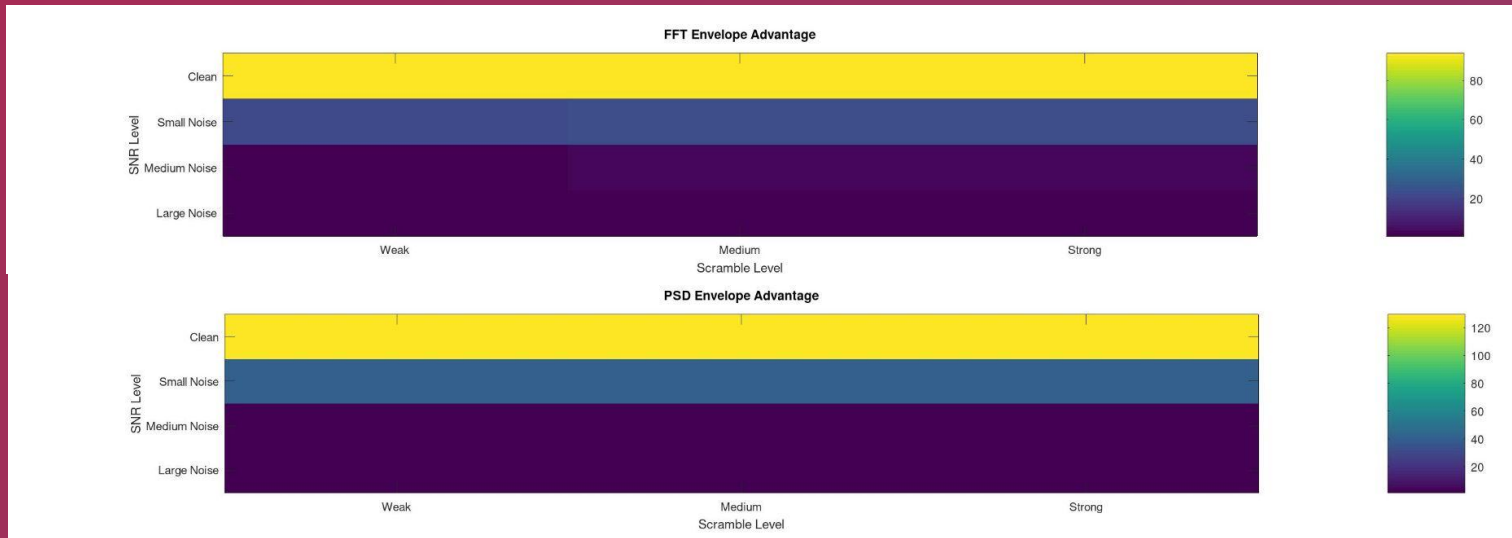 FFT Envelope Advantage
Clean
Small Noise
Medium Noise
Large Noise
SNR Level
Weak
Medium
Strong
Scramble Level
80
60
40
20
PSD Envelope Advantage
Clean
Small Noise
Medium Noise
Large Noise
SNR Level
Weak
Medium
Strong
Scramble Level
120
100
80
60
40
20